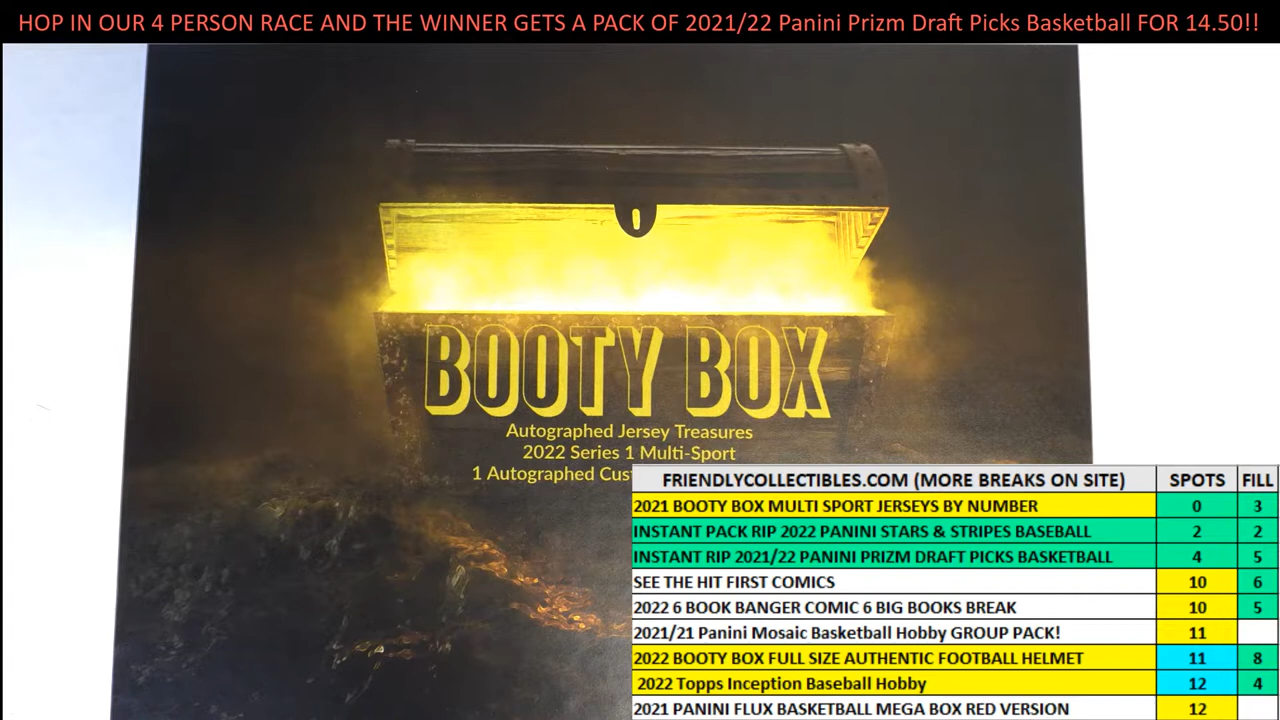 HOP IN OUR 4 PERSON RACE AND THE WINNER GETS A PACK OF 2021/22 Panini Prizm Draft Picks Basketball FOR 14.50!!
BOOTY BOX
Autographed Jersey Treasures
2022 Series 1 Multi-Sport
1 Autographed Cus
FRIENDLYCOLLECTIBLES.COM (MORE BREAKS ON SITE) SPOTS FILL
2021 BOOTY BOX MULTI SPORT JERSEYS BY NUMBER 0 3
INSTANT PACK RIP 2022 PANINI STARS & STRIPES BASEBALL 2 2
INSTANT RIP 2021/22 PANINI PRIZM DRAFT PICKS BASKETBALL 4 5
SEE THE HIT FIRST COMICS 10 6
2022 6 BOOK BANGER COMIC 6 BIG BOOKS BREAK 10 5
2021/21 Panini Mosaic Basketball Hobby GROUP PACK! 11
2022 BOOTY BOX FULL SIZE AUTHENTIC FOOTBALL HELMET 11 8
2022 Topps Inception Baseball Hobby 12 4
2021 PANINI FLUX BASKETBALL MEGA BOX RED VERSION 12